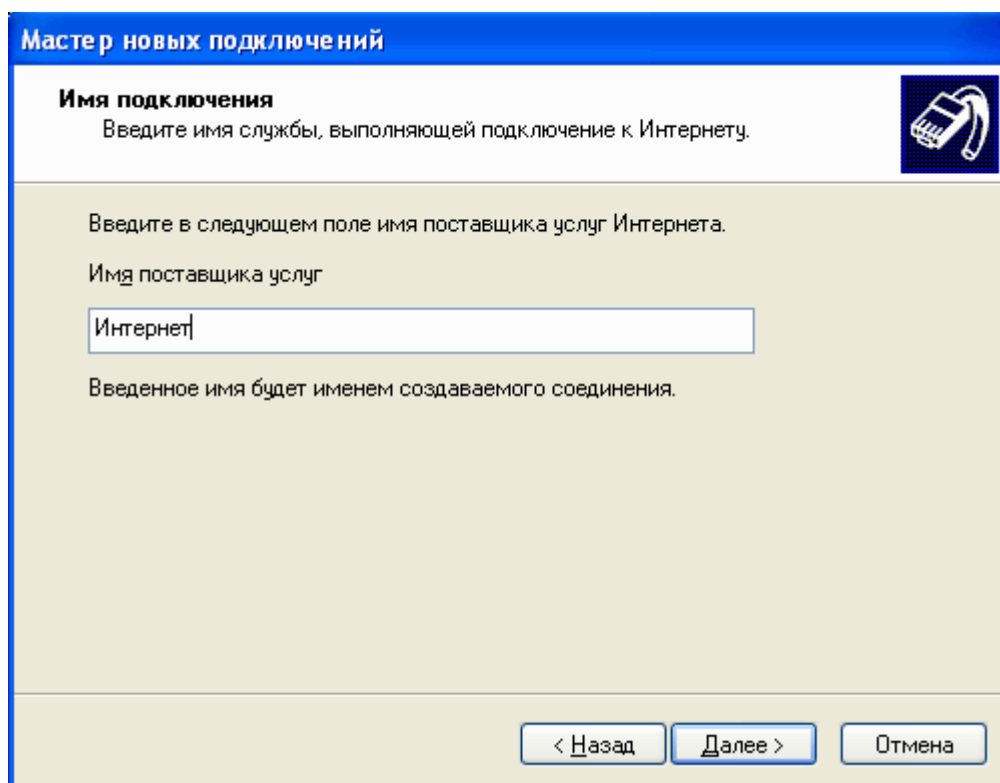 Мастер новых подключений
Имя подключения
Введите имя службы, выполняющей подключение к Интернету.
Введите в следующем поле имя поставщика услуг Интернета.
Имя поставщика услуг
Интернет
Введенное имя будет именем создаваемого соединения.
< Назад Далее > Отмена